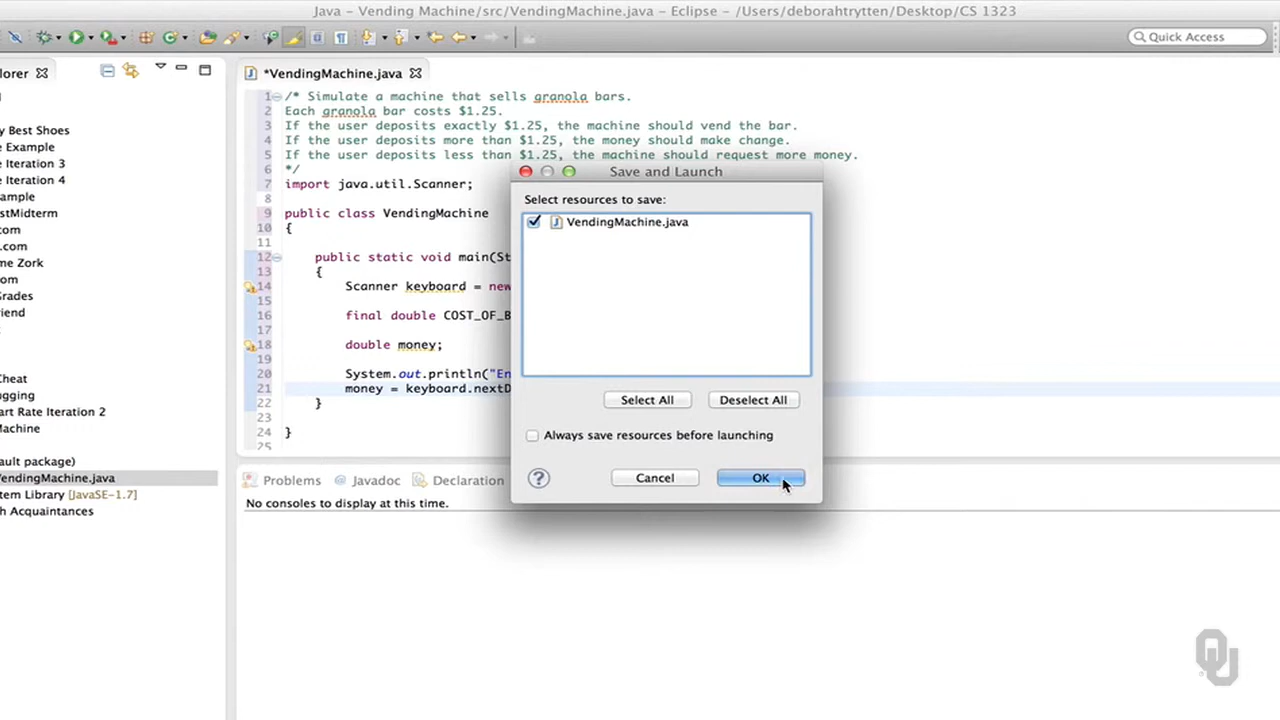 Java – Vending Machine/src/VendingMachine.java – Eclipse – /Users/deborahtrytten/Desktop/CS 1323
Quick Access
lorer
*VendingMachine.java
y Best Shoes
e Example
e Iteration 3
e Iteration 4
ample
stMidterm
.com
.com
me Zork
om
Grades
iend
Cheat
gging
art Rate Iteration 2
Machine
ault package)
endingMachine.java
tem Library [JavaSE-1.7]
h Acquaintances
1 /* Simulate a machine that sells granola bars.
2 Each granola bar costs $1.25.
3 If the user deposits exactly $1.25, the machine should vend the bar.
4 If the user deposits more than $1.25, the money should make change.
5 If the user deposits less than $1.25, the machine should request more money.
6 */
7 import java.util.Scanner;
8
9 public class VendingMachine
10 {
11
12 public static void main(St
13 {
14 Scanner keyboard = new
15
16 final double COST_OF_B
17
18 double money;
19
20 System.out.println("En
21 money = keyboard.nextD
22 }
23
24 }
25
Save and Launch
Select resources to save:
VendingMachine.java
Select All
Deselect All
Always save resources before launching
?
Cancel
OK
Problems
@ Javadoc
Declaration
No consoles to display at this time.
OU